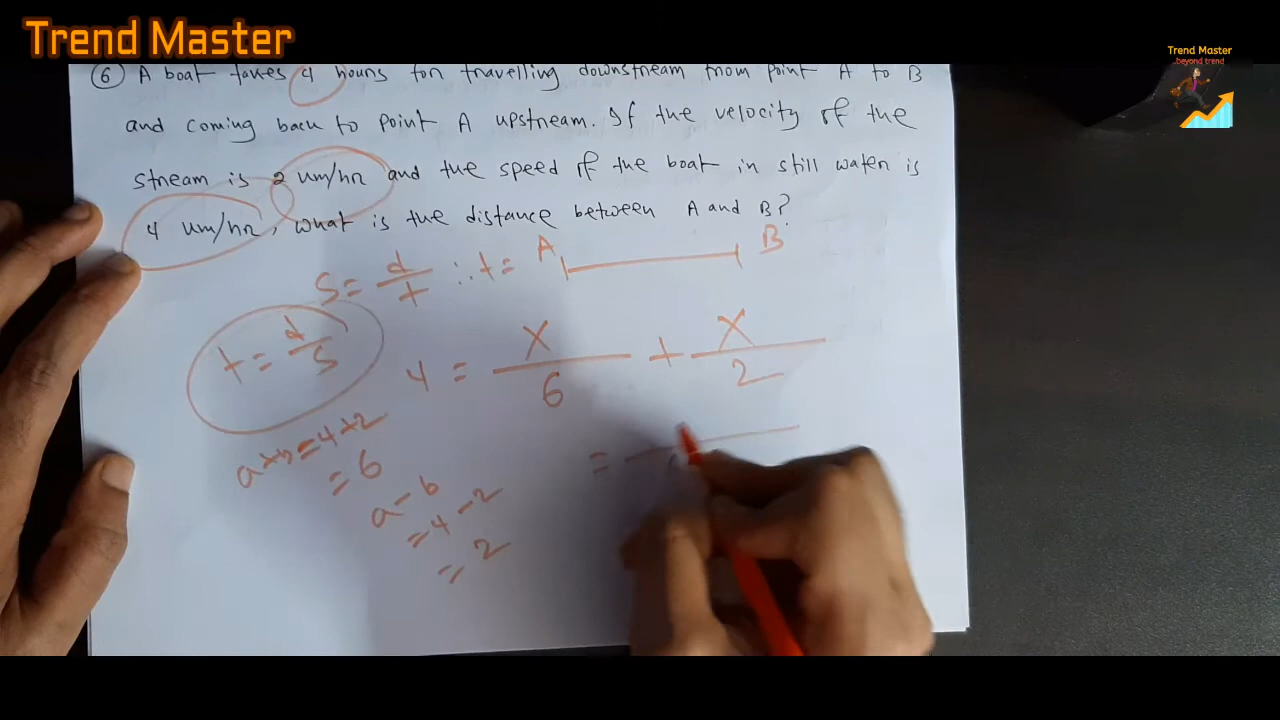 Trend Master
Trend Master
..beyond trend
⑥ A boat takes 4 hours for travelling downstream from point A to B
and coming back to point A upstream. If the velocity of the
stream is 2 km/hr and the speed of the boat in still water is
4 km/hr, what is the distance between A and B?
S = d/t ∴ t =
A B
t = d/s
4 = x/6 + x/2
a+b = 4+2
= 6
a - b
= 4 - 2
= 2
=